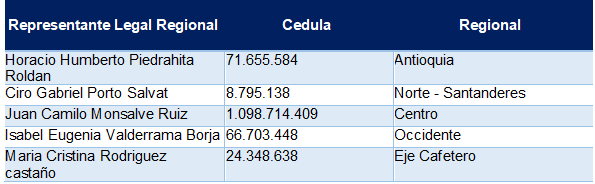 Representante Legal Regional Cedula Regional
Horacio Humberto Piedrahita Roldan 71.655.584 Antioquia
Ciro Gabriel Porto Salvat 8.795.138 Norte - Santanderes
Juan Camilo Monsalve Ruiz 1.098.714.409 Centro
Isabel Eugenia Valderrama Borja 66.703.448 Occidente
Maria Cristina Rodriguez castaño 24.348.638 Eje Cafetero